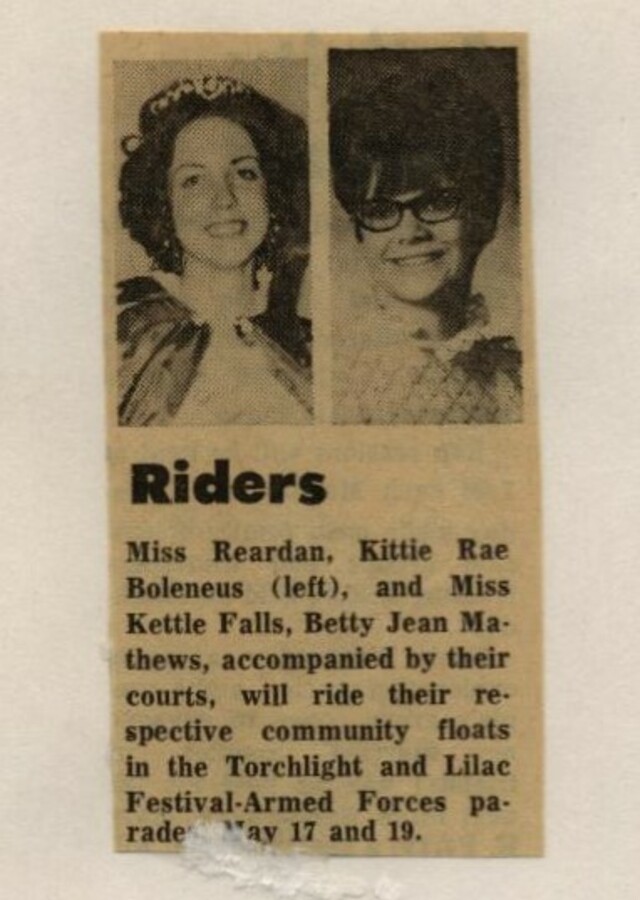 Riders
Miss Reardan, Kittie Rae
Boleneus (left), and Miss
Kettle Falls, Betty Jean Ma-
thews, accompanied by their
courts, will ride their re-
spective community floats
in the Torchlight and Lilac
Festival-Armed Forces pa-
rades May 17 and 19.